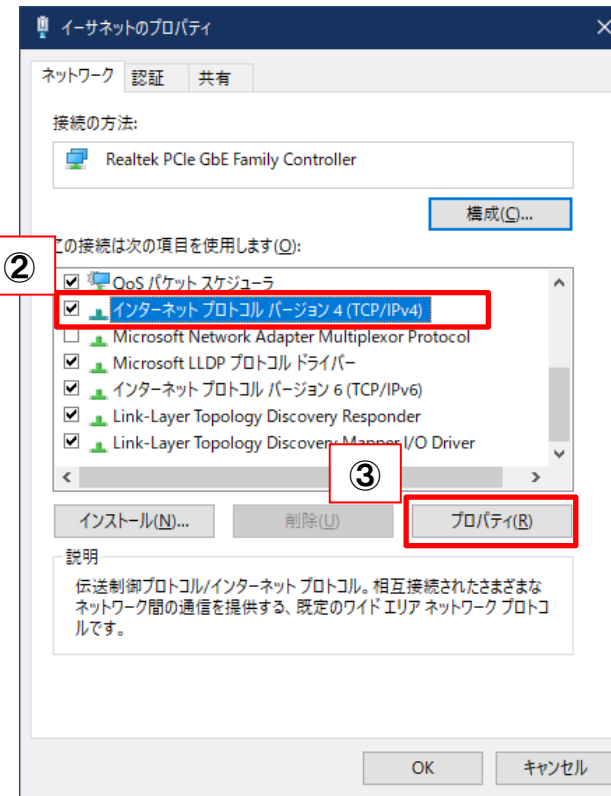 イーサネットのプロパティ
ネットワーク 認証 共有
接続の方法:
Realtek PCIe GbE Family Controller
構成(C)...
②
この接続は次の項目を使用します(O):
QoS パケット スケジューラ
インターネット プロトコル バージョン 4 (TCP/IPv4)
Microsoft Network Adapter Multiplexor Protocol
Microsoft LLDP プロトコル ドライバー
インターネット プロトコル バージョン 6 (TCP/IPv6)
Link-Layer Topology Discovery Responder
Link-Layer Topology Discovery Mapper I/O Driver
③
インストール(N)... 削除(U) プロパティ(R)
説明
伝送制御プロトコル/インターネット プロトコル。相互接続されたさまざまな
ネットワーク間の通信を提供する、既定のワイド エリア ネットワーク プロトコ
ルです。
OK キャンセル